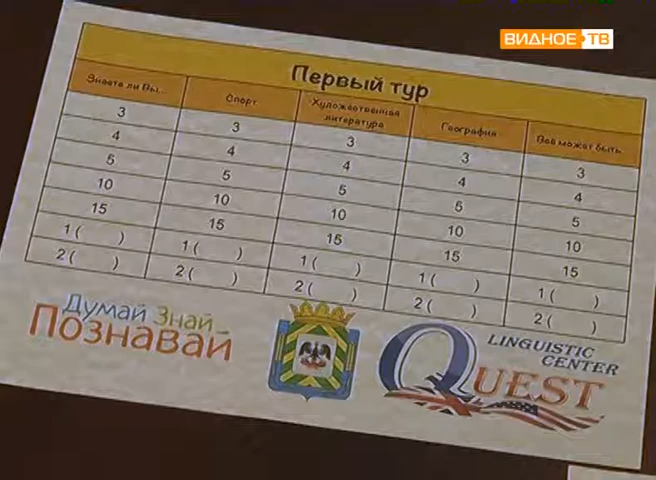 ВИДНОЕ ТВ
Первый тур
Знаете ли Вы... Спорт Художественная литература География Всё может быть
3 3 3 3 3
4 4 4 4 4
5 5 5 5 5
10 10 10 10 10
15 15 15 15 15
1 ( ) 1 ( ) 1 ( ) 1 ( ) 1 ( )
2 ( ) 2 ( ) 2 ( ) 2 ( ) 2 ( )
Думай Знай
Познавай
LINGUISTIC
CENTER
QUEST